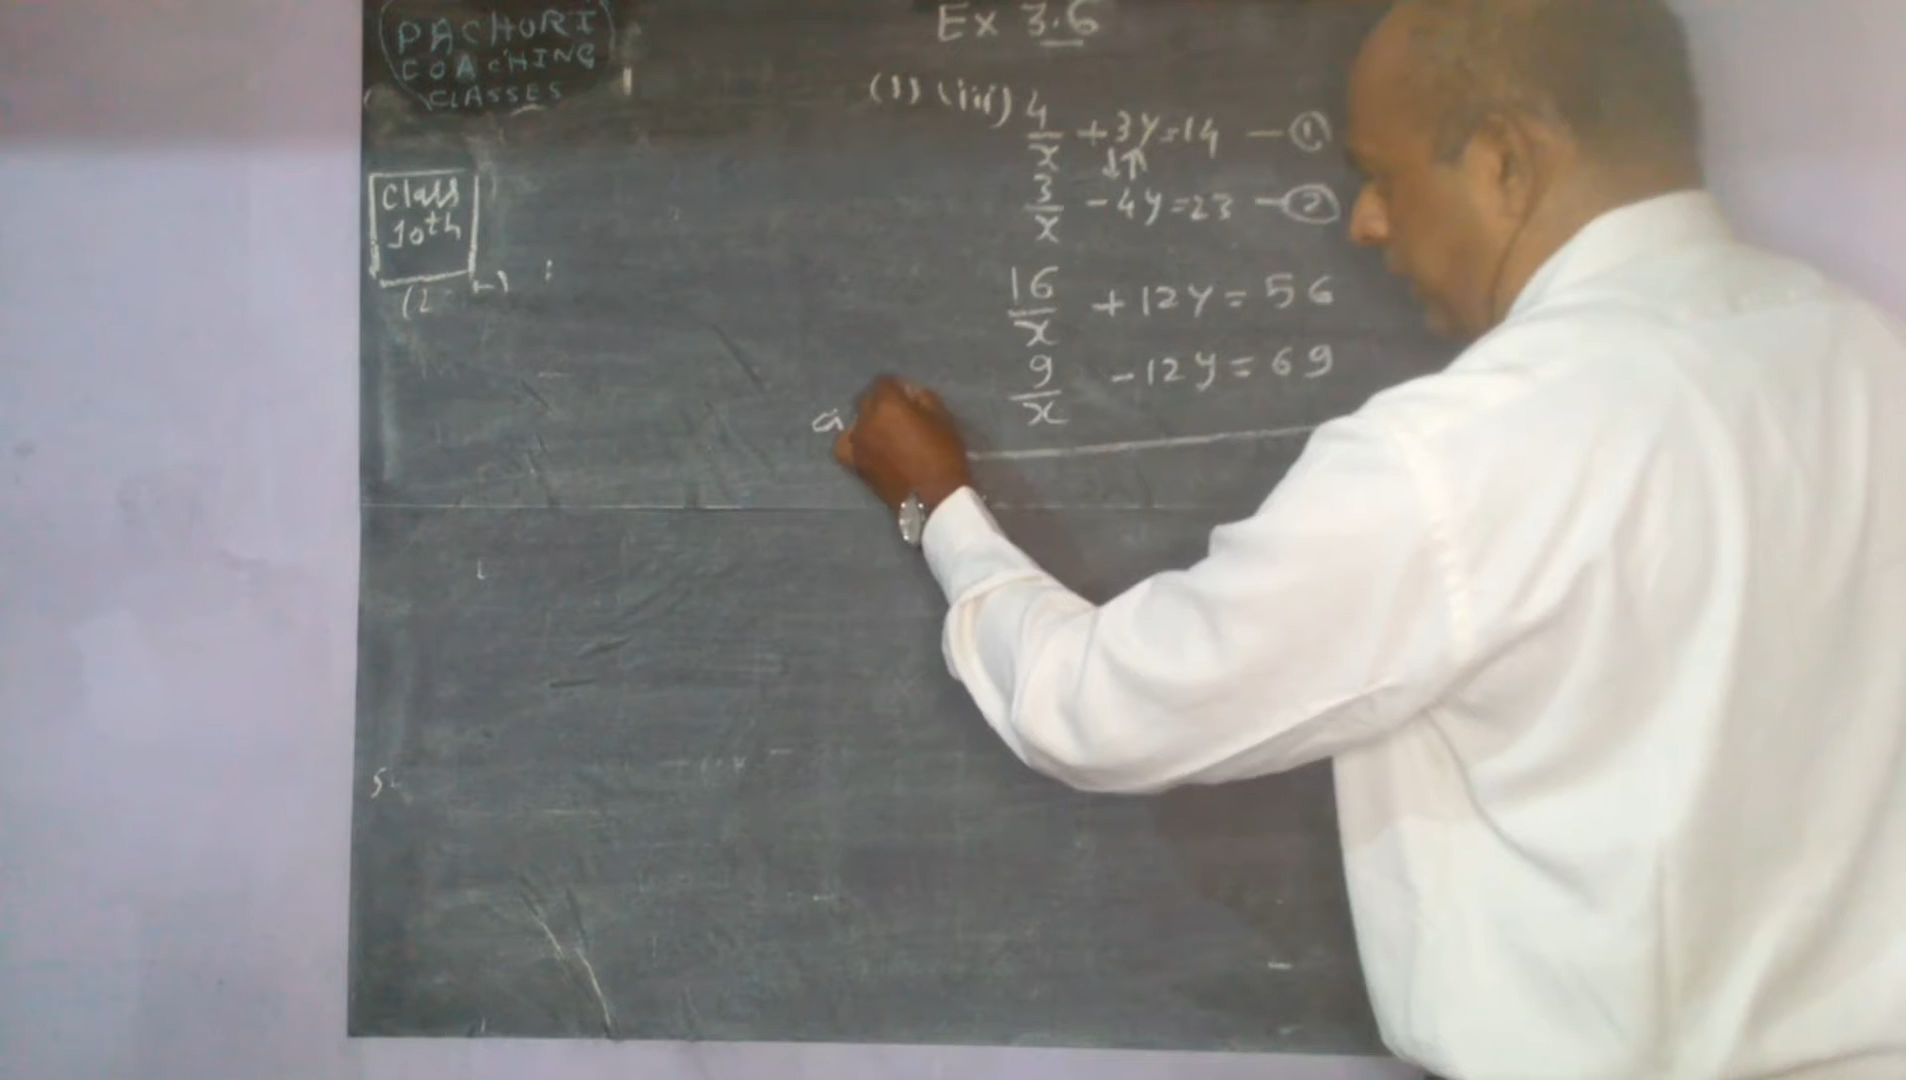 PACHORI
COACHING
CLASSES
Class
10th
Ex 3.6
(1) (iii) 4/x + 3y = 14 — ①
↓↑
3/x - 4y = 23 — ②
16/x + 12y = 56
9/x - 12y = 69